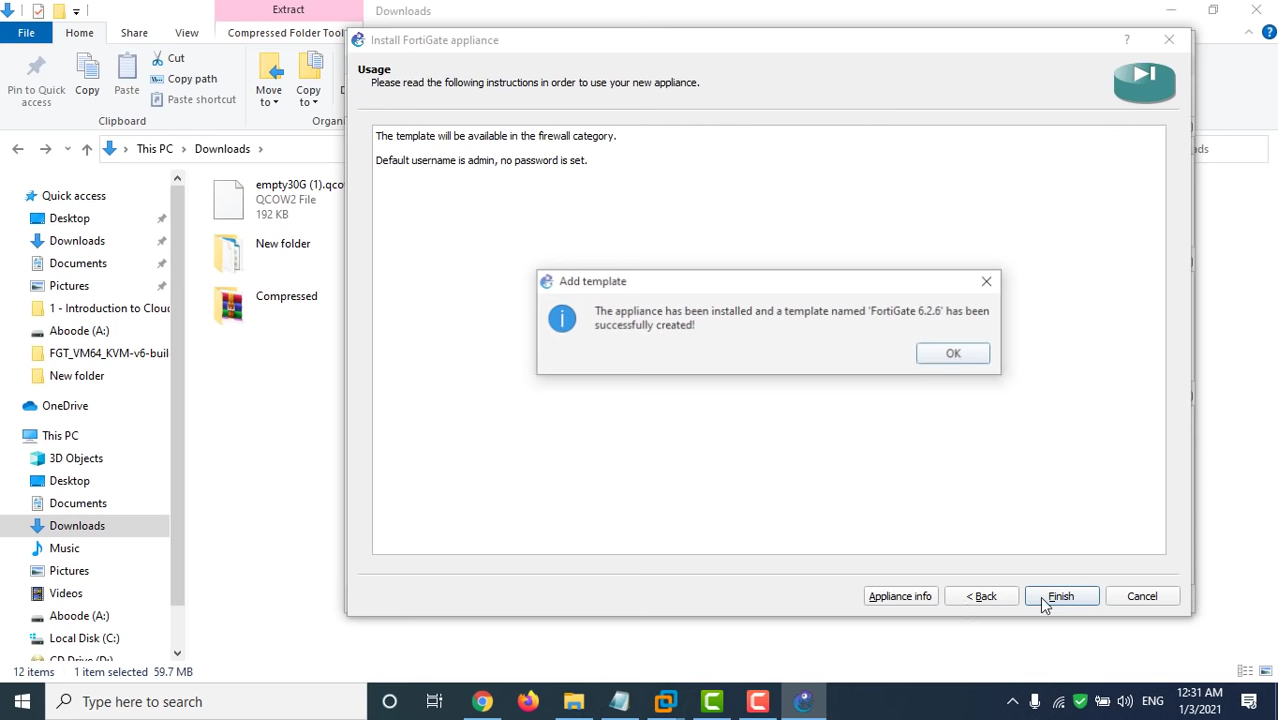 Extract
Downloads
File
Home
Share
View
Compressed Folder Tool
Pin to Quick
access
Copy
Paste
Cut
Copy path
Paste shortcut
Clipboard
Move
to
Copy
to
Organi
This PC
Downloads
ads
Quick access
Desktop
Downloads
Documents
Pictures
1 - Introduction to Cloud
Aboode (A:)
FGT_VM64_KVM-v6-buil
New folder
OneDrive
This PC
3D Objects
Desktop
Documents
Downloads
Music
Pictures
Videos
Aboode (A:)
Local Disk (C:)
CD Drive (D:)
empty30G (1).qcow
QCOW2 File
192 KB
New folder
Compressed
Install FortiGate appliance
?
Usage
Please read the following instructions in order to use your new appliance.
The template will be available in the firewall category.
Default username is admin, no password is set.
Add template
The appliance has been installed and a template named 'FortiGate 6.2.6' has been
successfully created!
OK
Appliance info
< Back
Finish
Cancel
12 items
1 item selected 59.7 MB
Type here to search
ENG
12:31 AM
1/3/2021